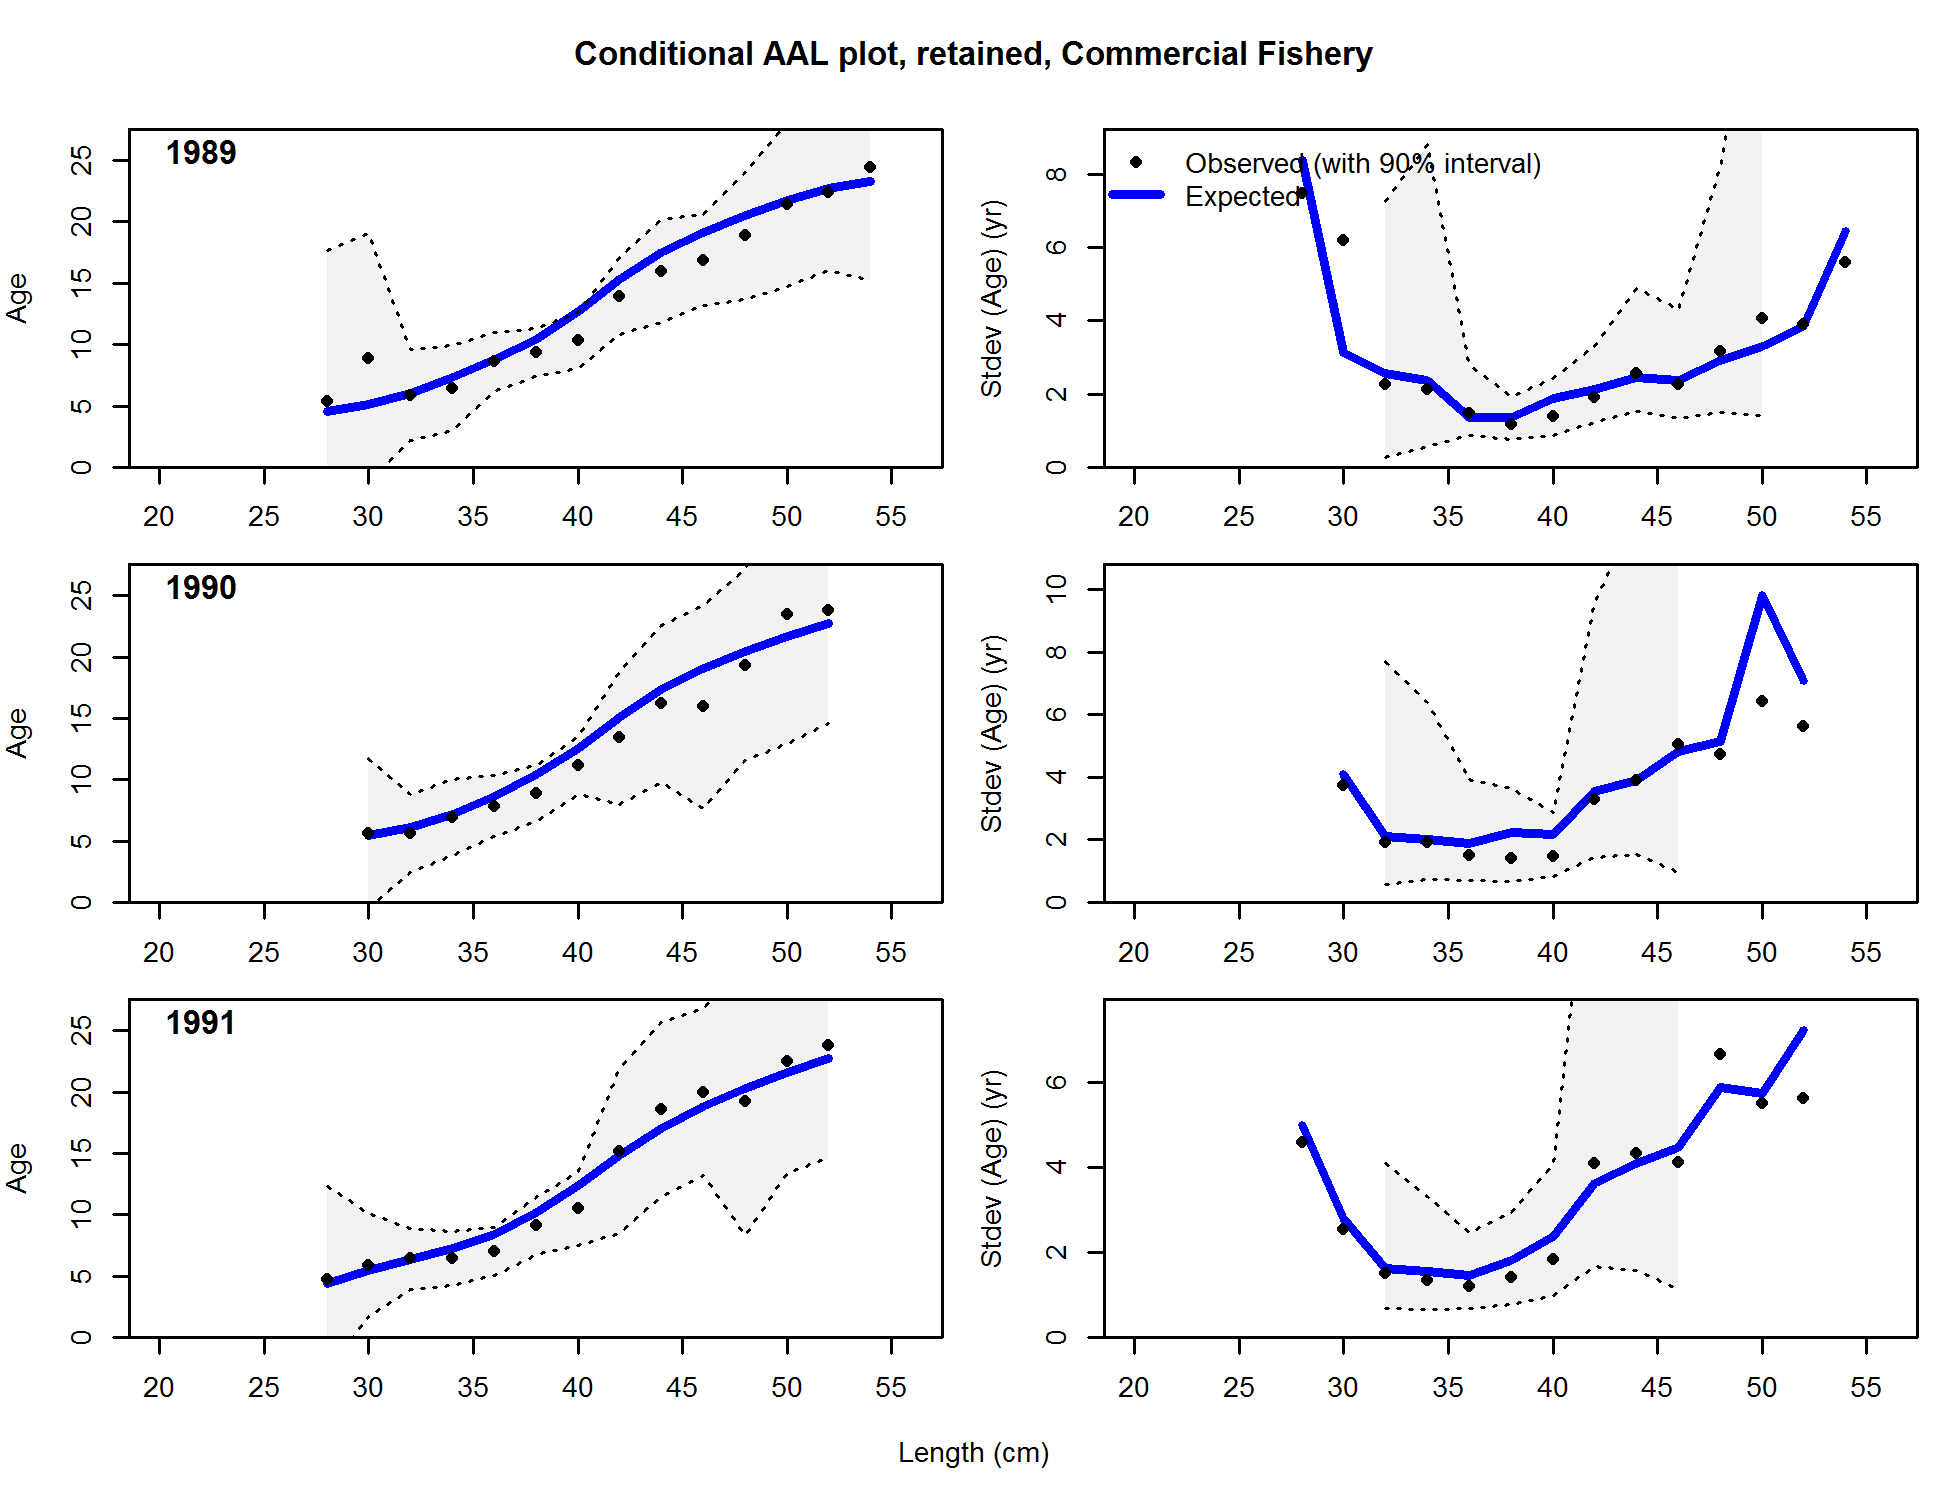 Conditional AAL plot, retained, Commercial Fishery
1989
Age
0 5 10 15 20 25
20 25 30 35 40 45 50 55
Observed (with 90% interval)
Expected
Stdev (Age) (yr)
0 2 4 6 8
20 25 30 35 40 45 50 55
1990
Age
0 5 10 15 20 25
20 25 30 35 40 45 50 55
Stdev (Age) (yr)
0 2 4 6 8 10
20 25 30 35 40 45 50 55
1991
Age
0 5 10 15 20 25
20 25 30 35 40 45 50 55
Stdev (Age) (yr)
0 2 4 6
20 25 30 35 40 45 50 55
Length (cm)